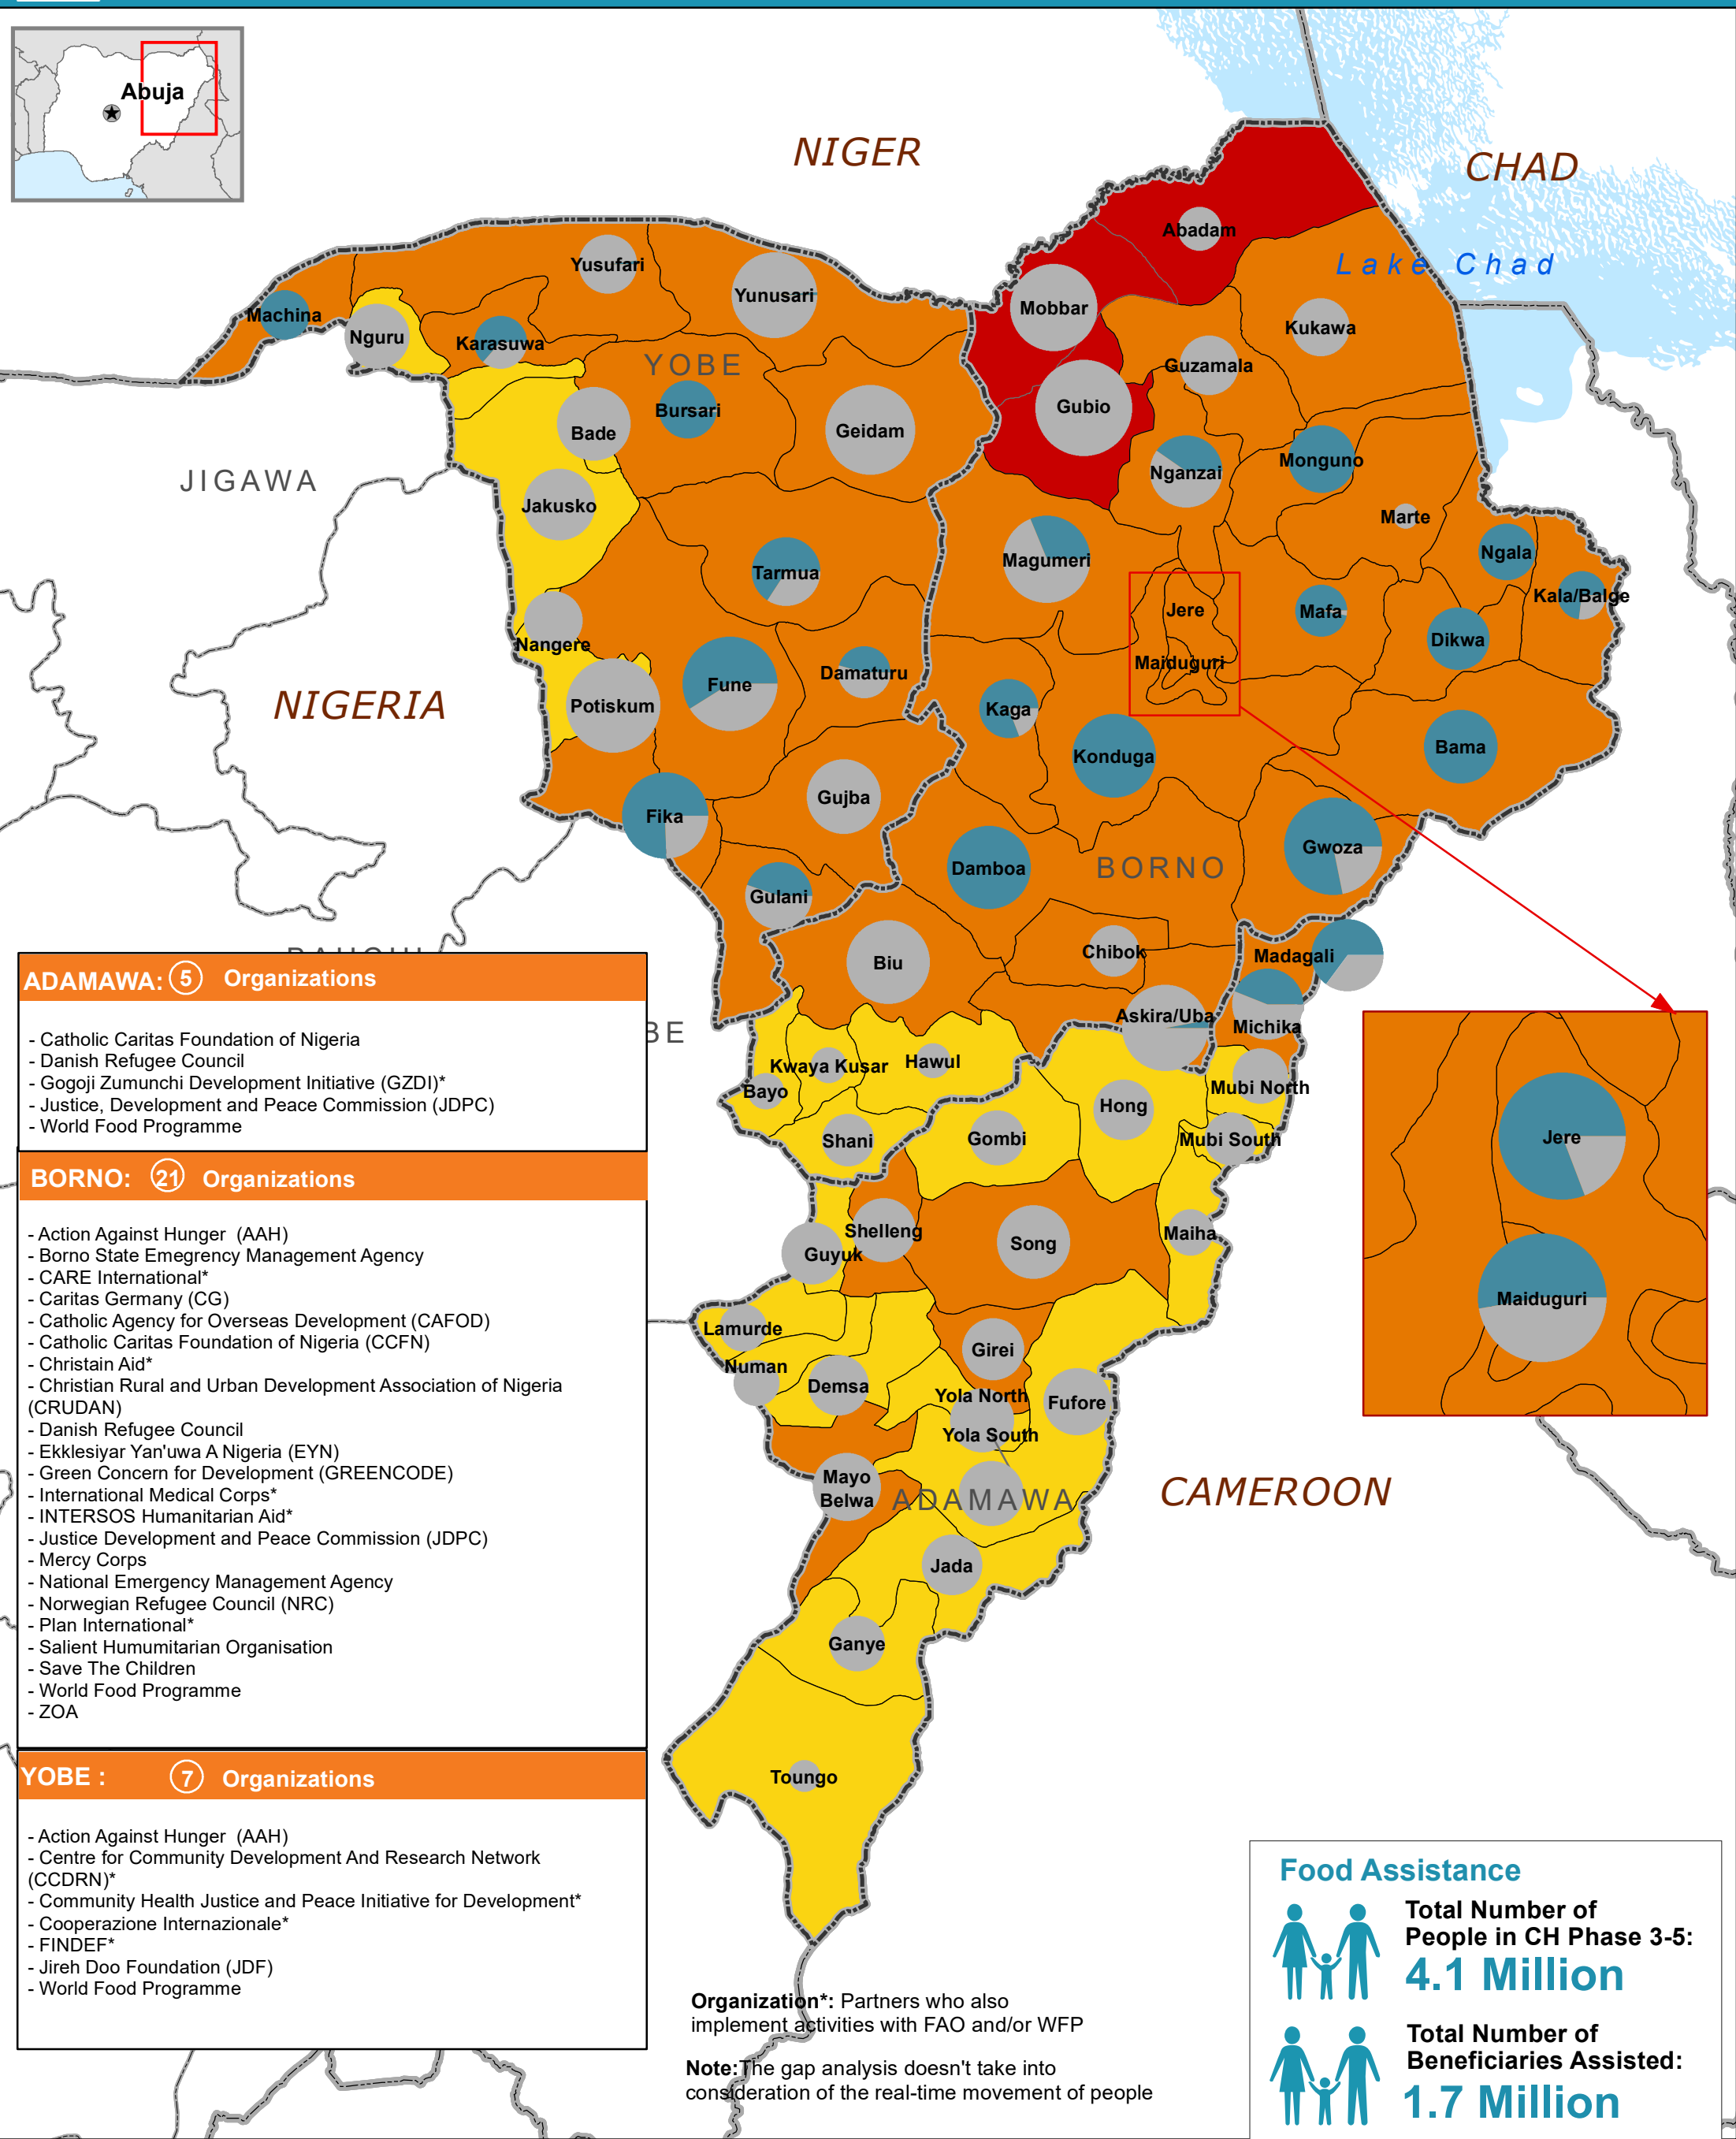 Abuja
NIGER
CHAD
Lake Chad
Abadam
Mobbar
Yusufari
Yunusari
Machina
Nguru
Karasuwa
Kukawa
Guzamala
YOBE
Gubio
Bursari
Bade
Geidam
Monguno
Nganzai
JIGAWA
Jakusko
Marte
Ngala
Magumeri
Tarmua
Kala/Balge
Jere
Mafa
Dikwa
Nangere
Maiduguri
Damaturu
Fune
NIGERIA
Potiskum
Kaga
Bama
Konduga
Gujba
Fika
Gwoza
Damboa
BORNO
Gulani
Chibok
Madagali
Biu
Askira/Uba
Michika
BE
Kwaya Kusar
Hawul
Bayo
Mubi North
Hong
Gombi
Shani
Mubi South
Shelleng
Maiha
Song
Guyuk
Lamurde
Girei
Numan
Demsa
Yola North
Fufore
Yola South
Mayo
Belwa
ADAMAWA
CAMEROON
Jada
Ganye
Toungo
Jere
Maiduguri
ADAMAWA: 5 Organizations
- Catholic Caritas Foundation of Nigeria
- Danish Refugee Council
- Gogoji Zumunchi Development Initiative (GZDI)*
- Justice, Development and Peace Commission (JDPC)
- World Food Programme
BORNO: 21 Organizations
- Action Against Hunger (AAH)
- Borno State Emegrency Management Agency
- CARE International*
- Caritas Germany (CG)
- Catholic Agency for Overseas Development (CAFOD)
- Catholic Caritas Foundation of Nigeria (CCFN)
- Christain Aid*
- Christian Rural and Urban Development Association of Nigeria
(CRUDAN)
- Danish Refugee Council
- Ekklesiyar Yan'uwa A Nigeria (EYN)
- Green Concern for Development (GREENCODE)
- International Medical Corps*
- INTERSOS Humanitarian Aid*
- Justice Development and Peace Commission (JDPC)
- Mercy Corps
- National Emergency Management Agency
- Norwegian Refugee Council (NRC)
- Plan International*
- Salient Humumitarian Organisation
- Save The Children
- World Food Programme
- ZOA
YOBE : 7 Organizations
- Action Against Hunger (AAH)
- Centre for Community Development And Research Network
(CCDRN)*
- Community Health Justice and Peace Initiative for Development*
- Cooperazione Internazionale*
- FINDEF*
- Jireh Doo Foundation (JDF)
- World Food Programme
Organization*: Partners who also
implement activities with FAO and/or WFP
Note:The gap analysis doesn't take into
consideration of the real-time movement of people
Food Assistance
Total Number of
People in CH Phase 3-5:
4.1 Million
Total Number of
Beneficiaries Assisted:
1.7 Million